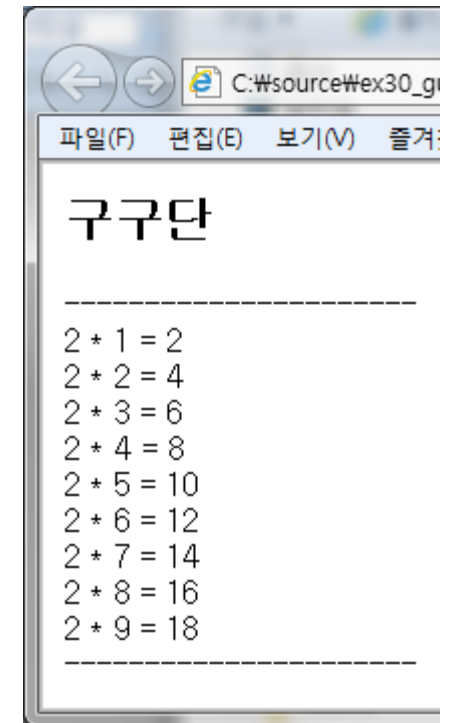 C:₩source₩ex30_gu
파일(F) 편집(E) 보기(V) 즐겨
구구단
----------------------
2 * 1 = 2
2 * 2 = 4
2 * 3 = 6
2 * 4 = 8
2 * 5 = 10
2 * 6 = 12
2 * 7 = 14
2 * 8 = 16
2 * 9 = 18
----------------------